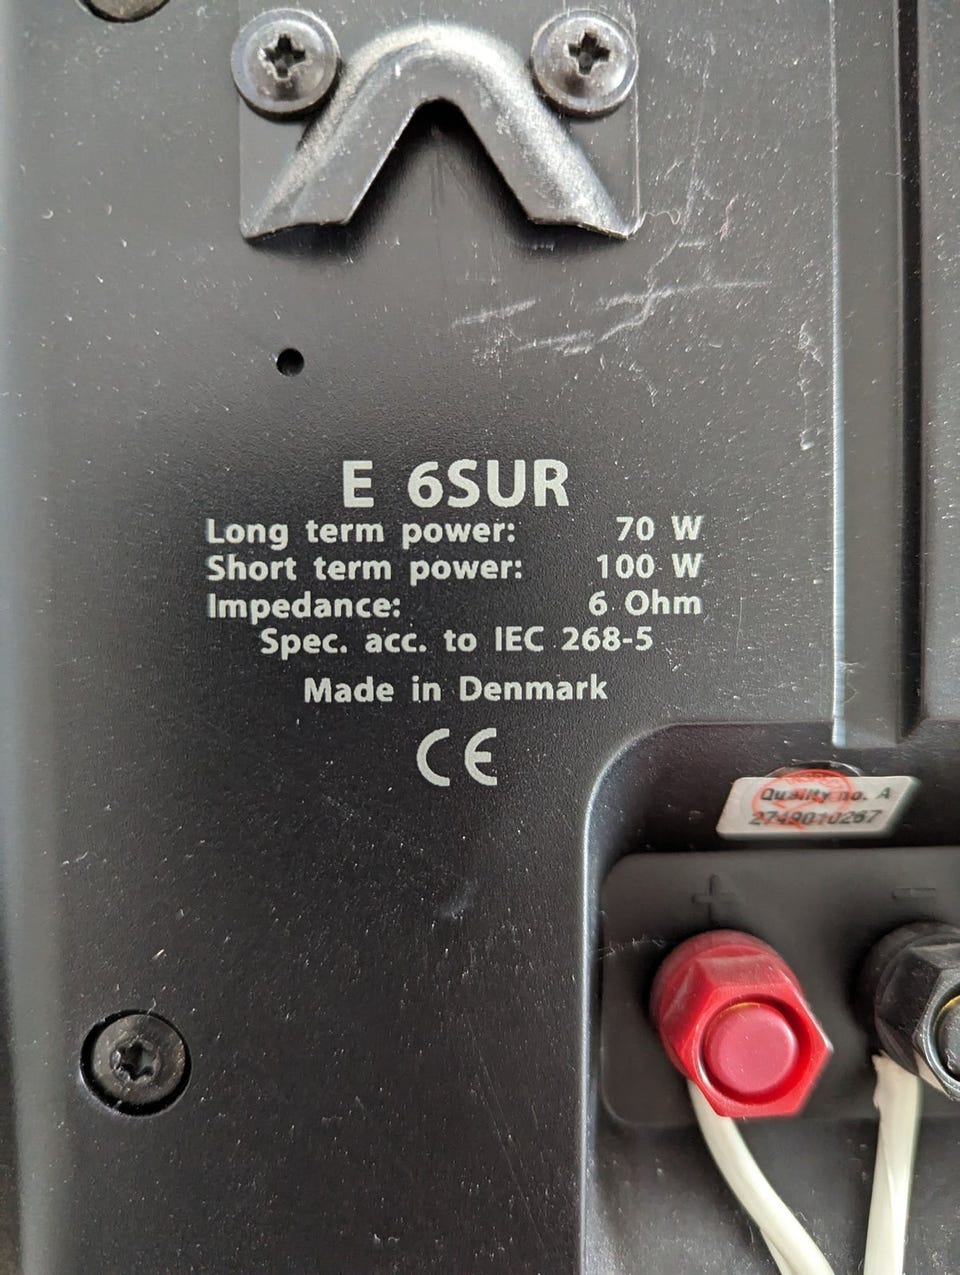 E 6SUR
Long term power: 70 W
Short term power: 100 W
Impedance: 6 Ohm
Spec. acc. to IEC 268-5
Made in Denmark
CE
Quality no. A
2749010267
+
-